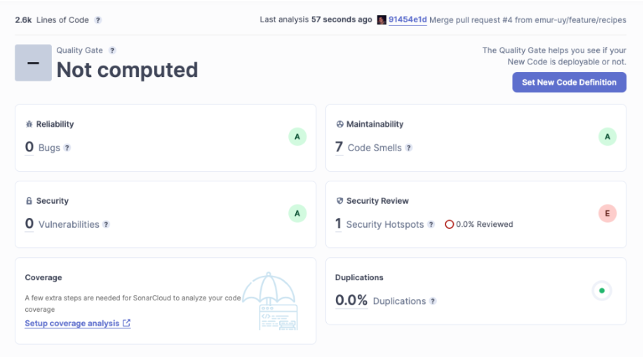 2.6k Lines of Code ?
Last analysis 57 seconds ago 91454e1d Merge pull request #4 from emur-uy/feature/recipes
Quality Gate ?
Not computed
The Quality Gate helps you see if your
New Code is deployable or not.
Set New Code Definition
Reliability
0 Bugs ?
A
Maintainability
7 Code Smells ?
A
Security
0 Vulnerabilities ?
A
Security Review
1 Security Hotspots ? 0.0% Reviewed
E
Coverage
A few extra steps are needed for SonarCloud to analyze your code
coverage
Setup coverage analysis
Duplications
0.0% Duplications ?